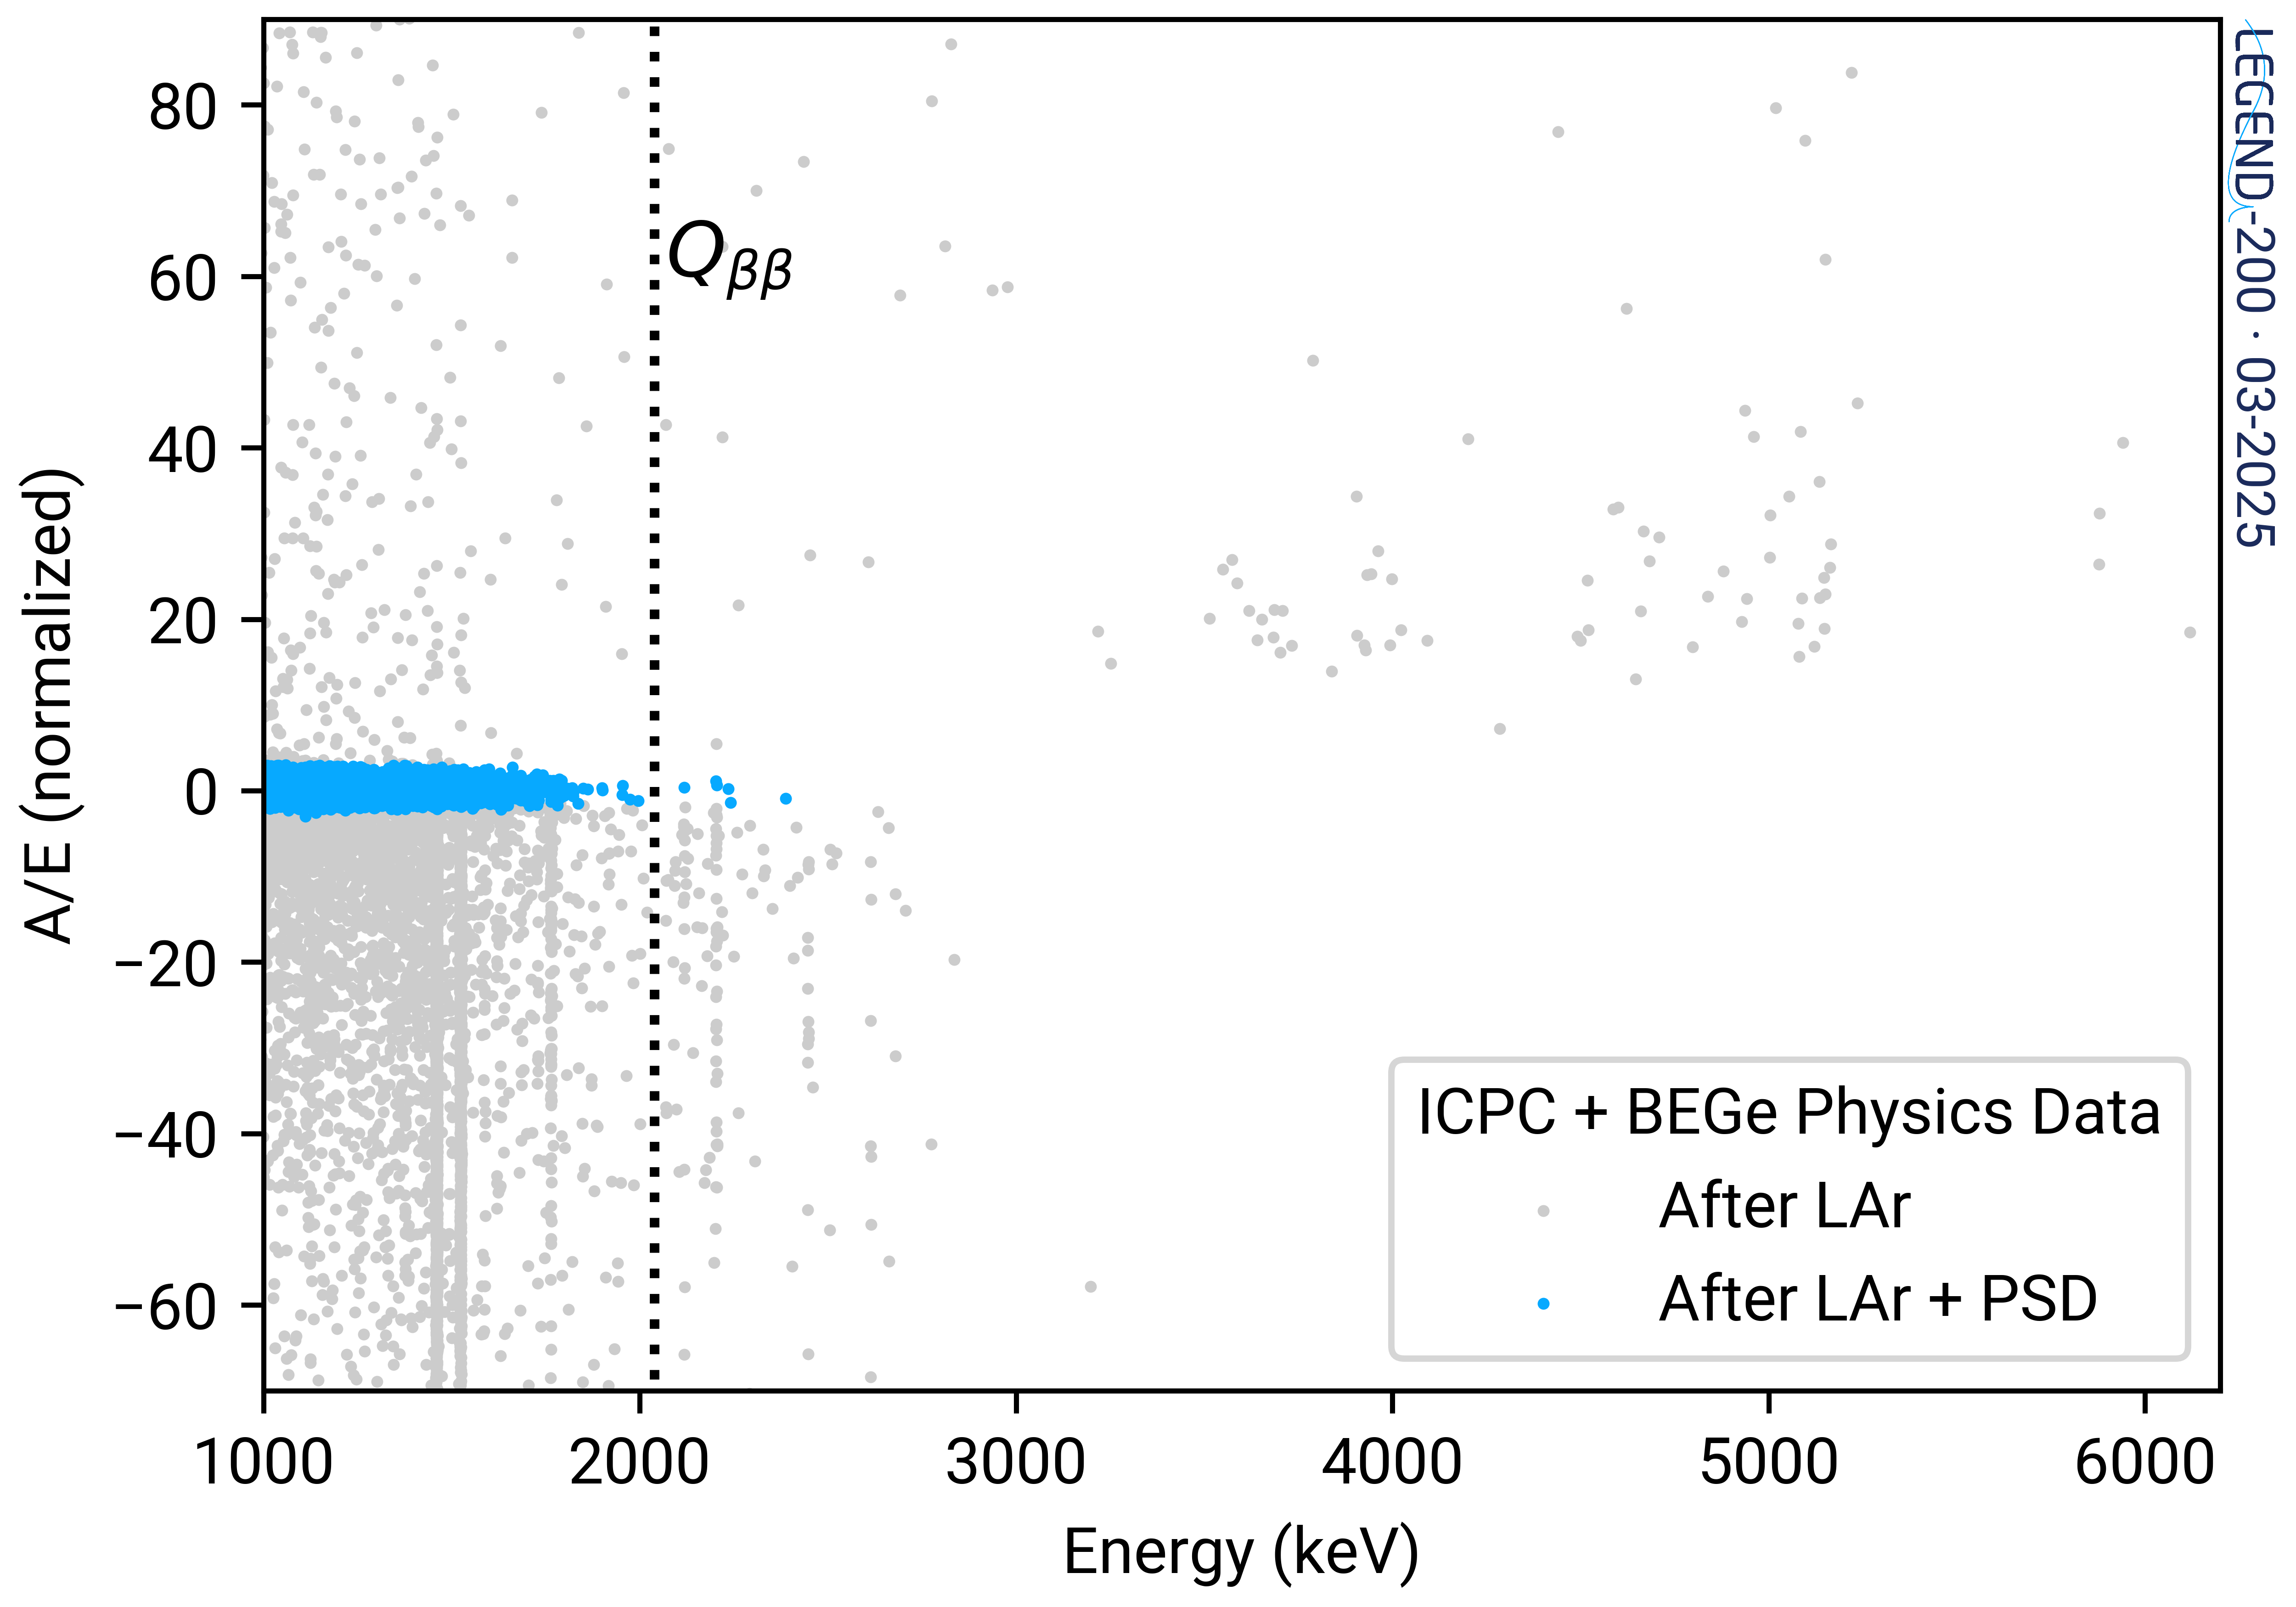 80
60
40
20
0
−20
−40
−60
A/E (normalized)
Qββ
ICPC + BEGe Physics Data
After LAr
After LAr + PSD
1000 2000 3000 4000 5000 6000
Energy (keV)
LEGEND-200 · 03-2025